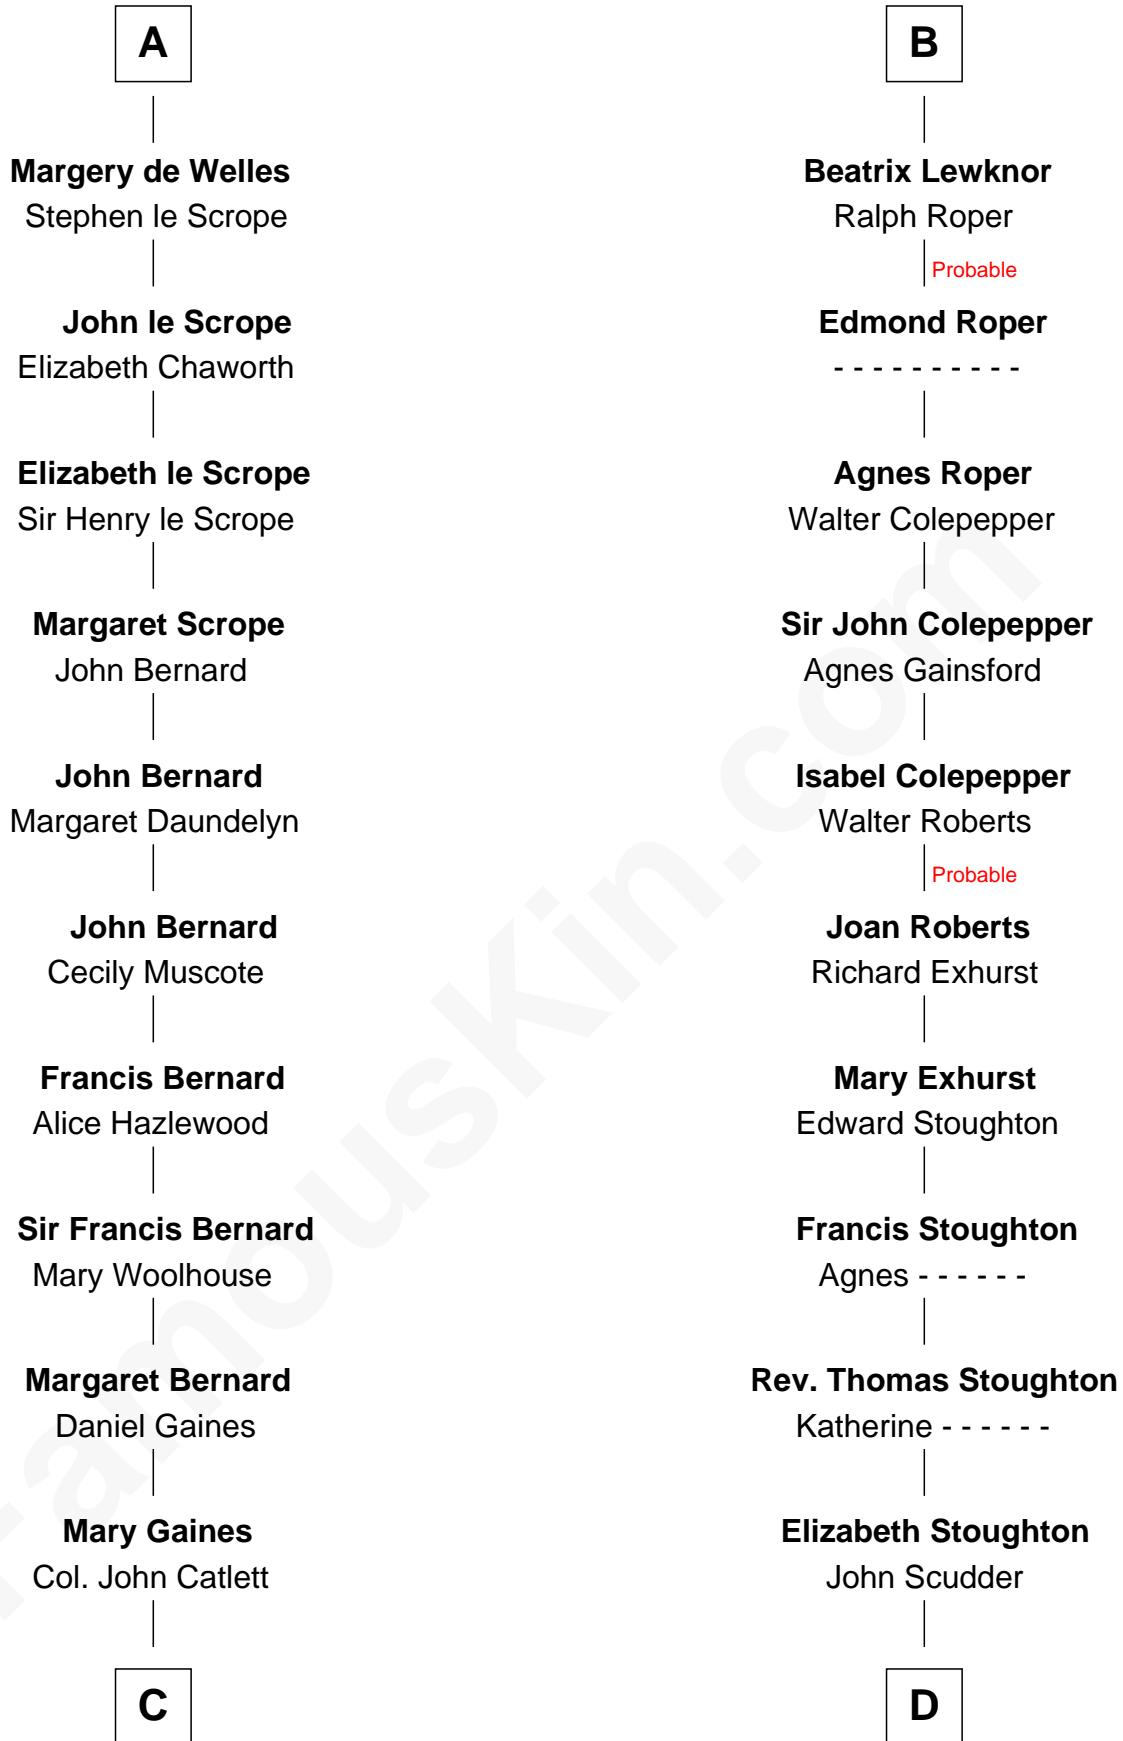 A
Margery de Welles
Stephen le Scrope
John le Scrope
Elizabeth Chaworth
Elizabeth le Scrope
Sir Henry le Scrope
Margaret Scrope
John Bernard
John Bernard
Margaret Daundelyn
John Bernard
Cecily Muscote
Francis Bernard
Alice Hazlewood
Sir Francis Bernard
Mary Woolhouse
Margaret Bernard
Daniel Gaines
Mary Gaines
Col. John Catlett
C
B
Beatrix Lewknor
Ralph Roper
Probable
Edmond Roper
- - - - - - - - - -
Agnes Roper
Walter Colepepper
Sir John Colepepper
Agnes Gainsford
Isabel Colepepper
Walter Roberts
Probable
Joan Roberts
Richard Exhurst
Mary Exhurst
Edward Stoughton
Francis Stoughton
Agnes - - - - - -
Rev. Thomas Stoughton
Katherine - - - - - -
Elizabeth Stoughton
John Scudder
D
FamousKin.com